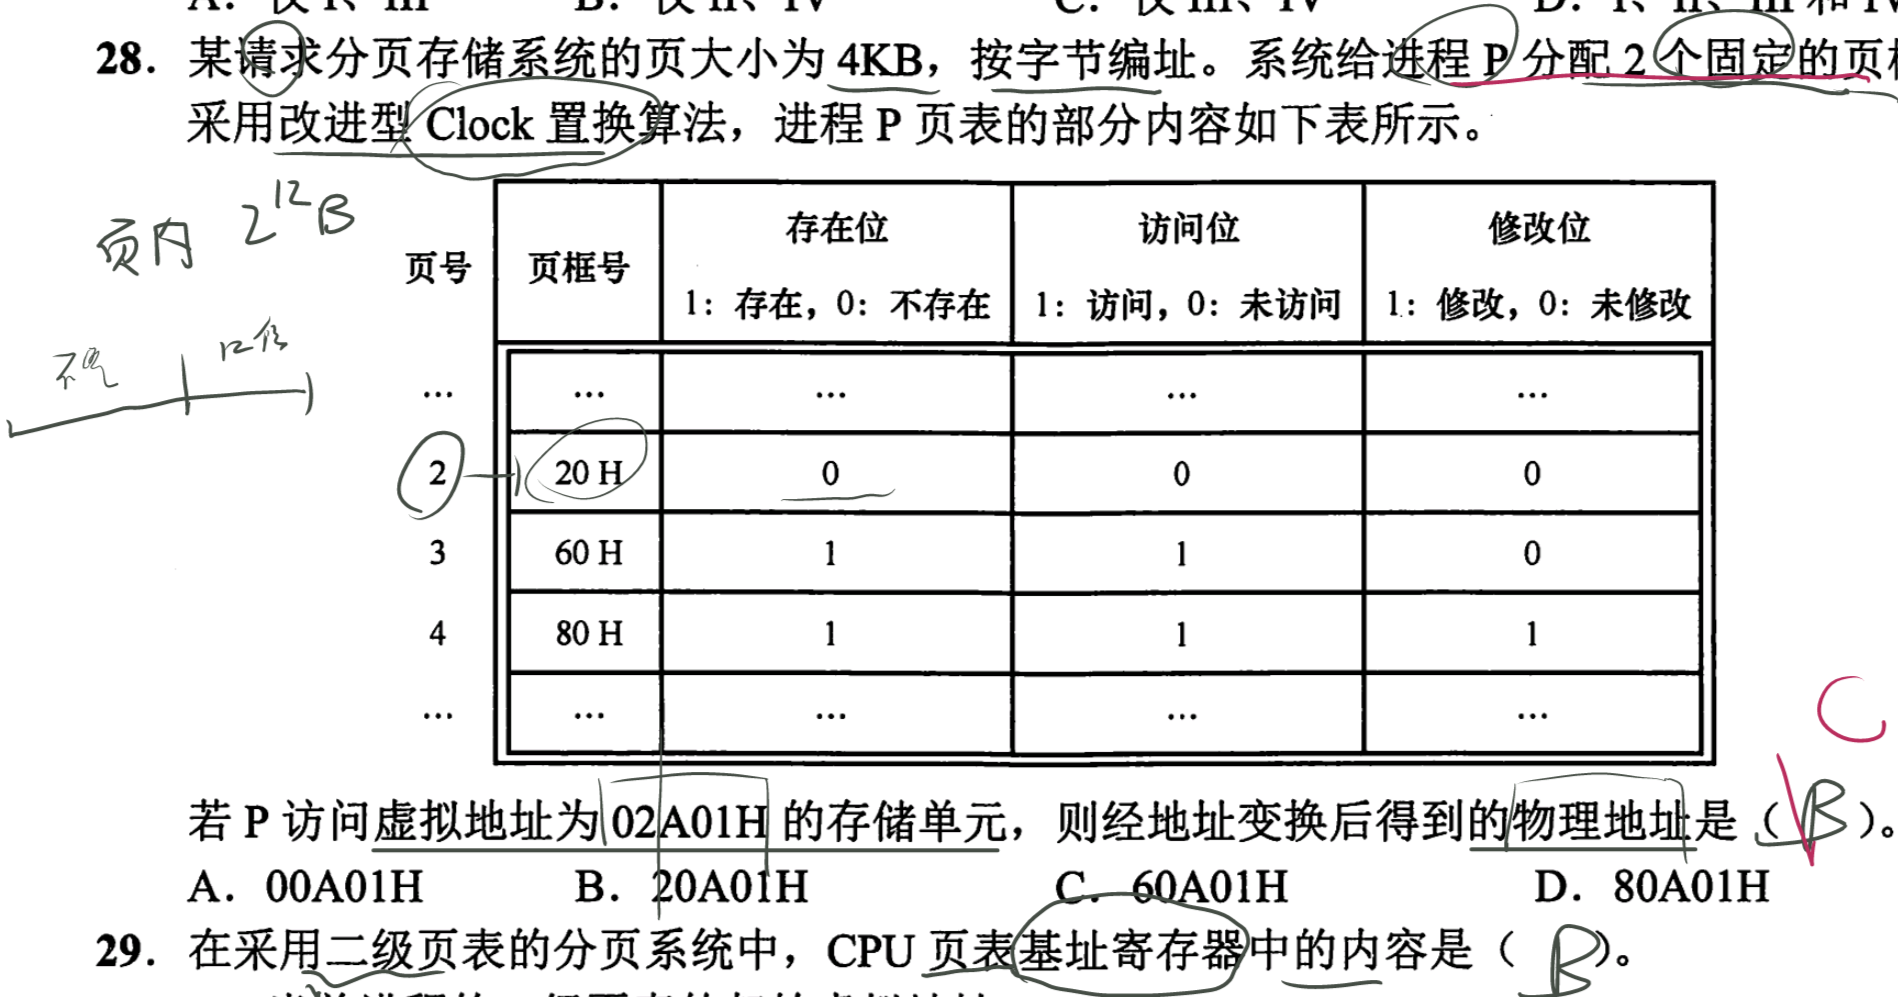 28. 某请求分页存储系统的页大小为 4KB，按字节编址。系统给进程 P 分配 2 个固定的页框
采用改进型 Clock 置换算法，进程 P 页表的部分内容如下表所示。
页内 2^12 B
页号 页框号 存在位 访问位 修改位
1：存在，0：不存在 1：访问，0：未访问 1：修改，0：未修改
12位
… … … … …
2 20 H 0 0 0
3 60 H 1 1 0
4 80 H 1 1 1
… … … … …
C
若 P 访问虚拟地址为 02A01H 的存储单元，则经地址变换后得到的物理地址是（B）。
A. 00A01H B. 20A01H C. 60A01H D. 80A01H
29. 在采用二级页表的分页系统中，CPU 页表基址寄存器中的内容是（B）。